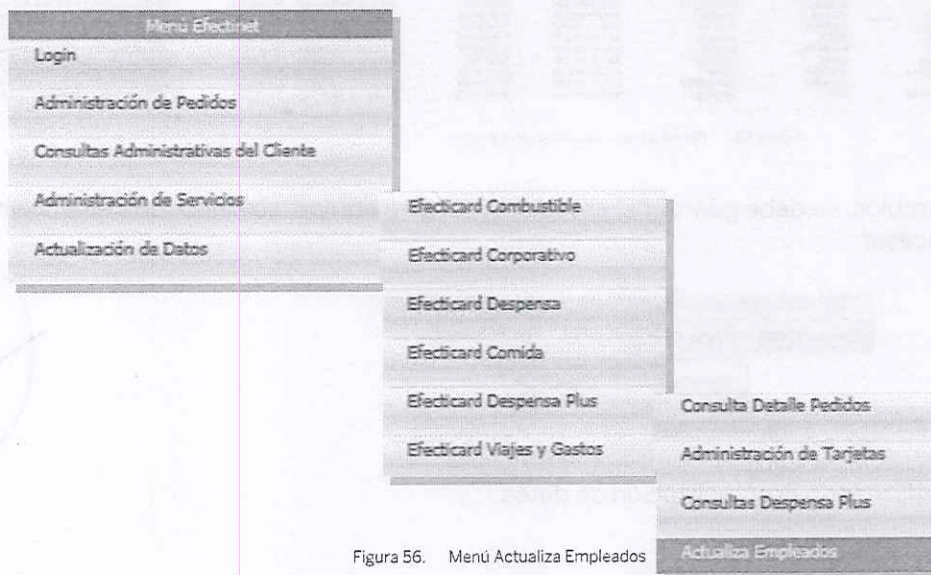 Menú Efectinet
Login
Administración de Pedidos
Consultas Administrativas del Cliente
Administración de Servicios
Actualización de Datos
Efecticard Combustible
Efecticard Corporativo
Efecticard Despensa
Efecticard Comida
Efecticard Despensa Plus
Efecticard Viajes y Gastos
Consulta Detalle Pedidos
Administración de Tarjetas
Consultas Despensa Plus
Actualiza Empleados
Figura 56. Menú Actualiza Empleados